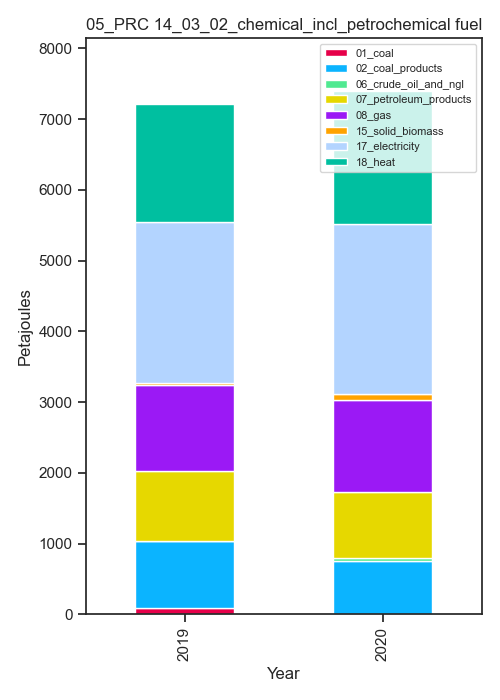 05_PRC 14_03_02_chemical_incl_petrochemical fuel
8000
7000
6000
5000
4000
3000
2000
1000
0
Petajoules
01_coal
02_coal_products
06_crude_oil_and_ngl
07_petroleum_products
08_gas
15_solid_biomass
17_electricity
18_heat
2019
2020
Year